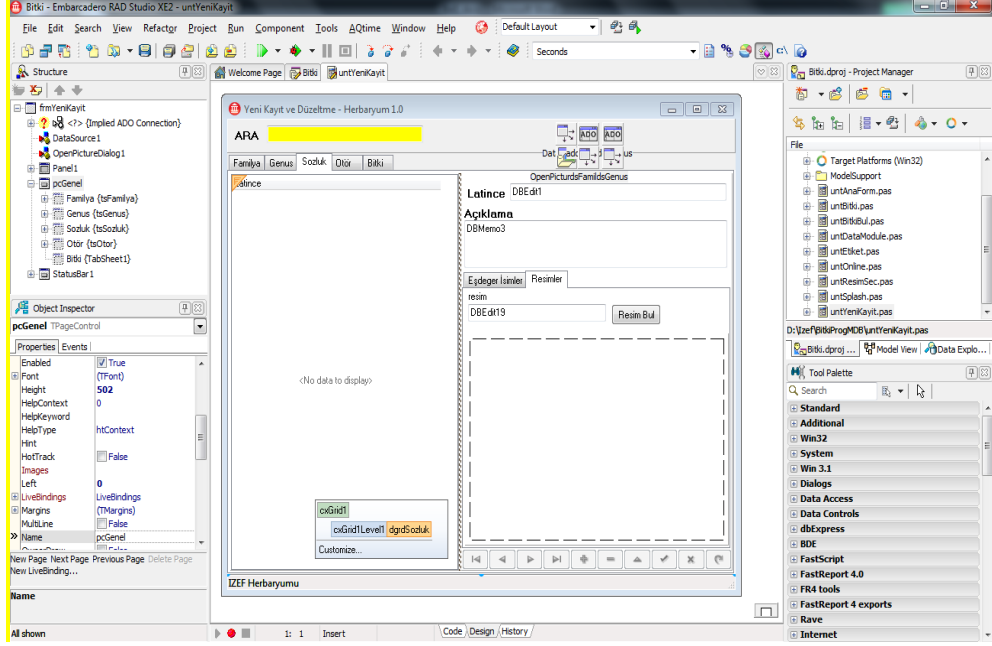 Bitki - Embarcadero RAD Studio XE2 - untYeniKayit
File Edit Search View Refactor Project Run Component Tools AQtime Window Help
Default Layout
Seconds
Structure
frmYeniKayit
<?> {Implied ADO Connection}
DataSource1
OpenPictureDialog1
Panel1
pcGenel
Familya {tsFamilya}
Genus {tsGenus}
Sozluk {tsSozluk}
Otör {tsOtor}
Bitki {TabSheet1}
StatusBar1
Object Inspector
pcGenel TPageControl
Properties Events
Enabled True
Font (TFont)
Height 502
HelpContext 0
HelpKeyword
HelpType htContext
Hint
HotTrack False
Images
Left 0
LiveBindings LiveBindings
Margins (TMargins)
MultiLine False
Name pcGenel
New Page Next Page Previous Page Delete Page
New LiveBinding...
Name
All shown
Welcome Page Bitki untYeniKayit
Yeni Kayıt ve Düzeltme - Herbaryum 1.0
ARA
ADO ADO
Familya Genus Sozluk Otör Bitki
Latince
<No data to display>
cxGrid1
cxGrid1Level1 dgrdSozluk
Customize...
OpenPicturdsFamildsGenus
Latince DBEdit1
Açıklama
DBMemo3
Eşdeger İsimler Resimler
resim
DBEdit19 Resim Bul
IZEF Herbaryumu
1: 1 Insert
Code Design History
Bitki.dproj - Project Manager
File
Target Platforms (Win32)
ModelSupport
untAnaForm.pas
untBitki.pas
untBitkiBul.pas
untDataModule.pas
untEtiket.pas
untOnline.pas
untResimSec.pas
untSplash.pas
untYeniKayit.pas
D:\Izef\BitkiProgMDB\untYeniKayit.pas
Bitki.dproj ... Model View Data Explo...
Tool Palette
Search
Standard
Additional
Win32
System
Win 3.1
Dialogs
Data Access
Data Controls
dbExpress
BDE
FastScript
FastReport 4.0
FR4 tools
FastReport 4 exports
Rave
Internet